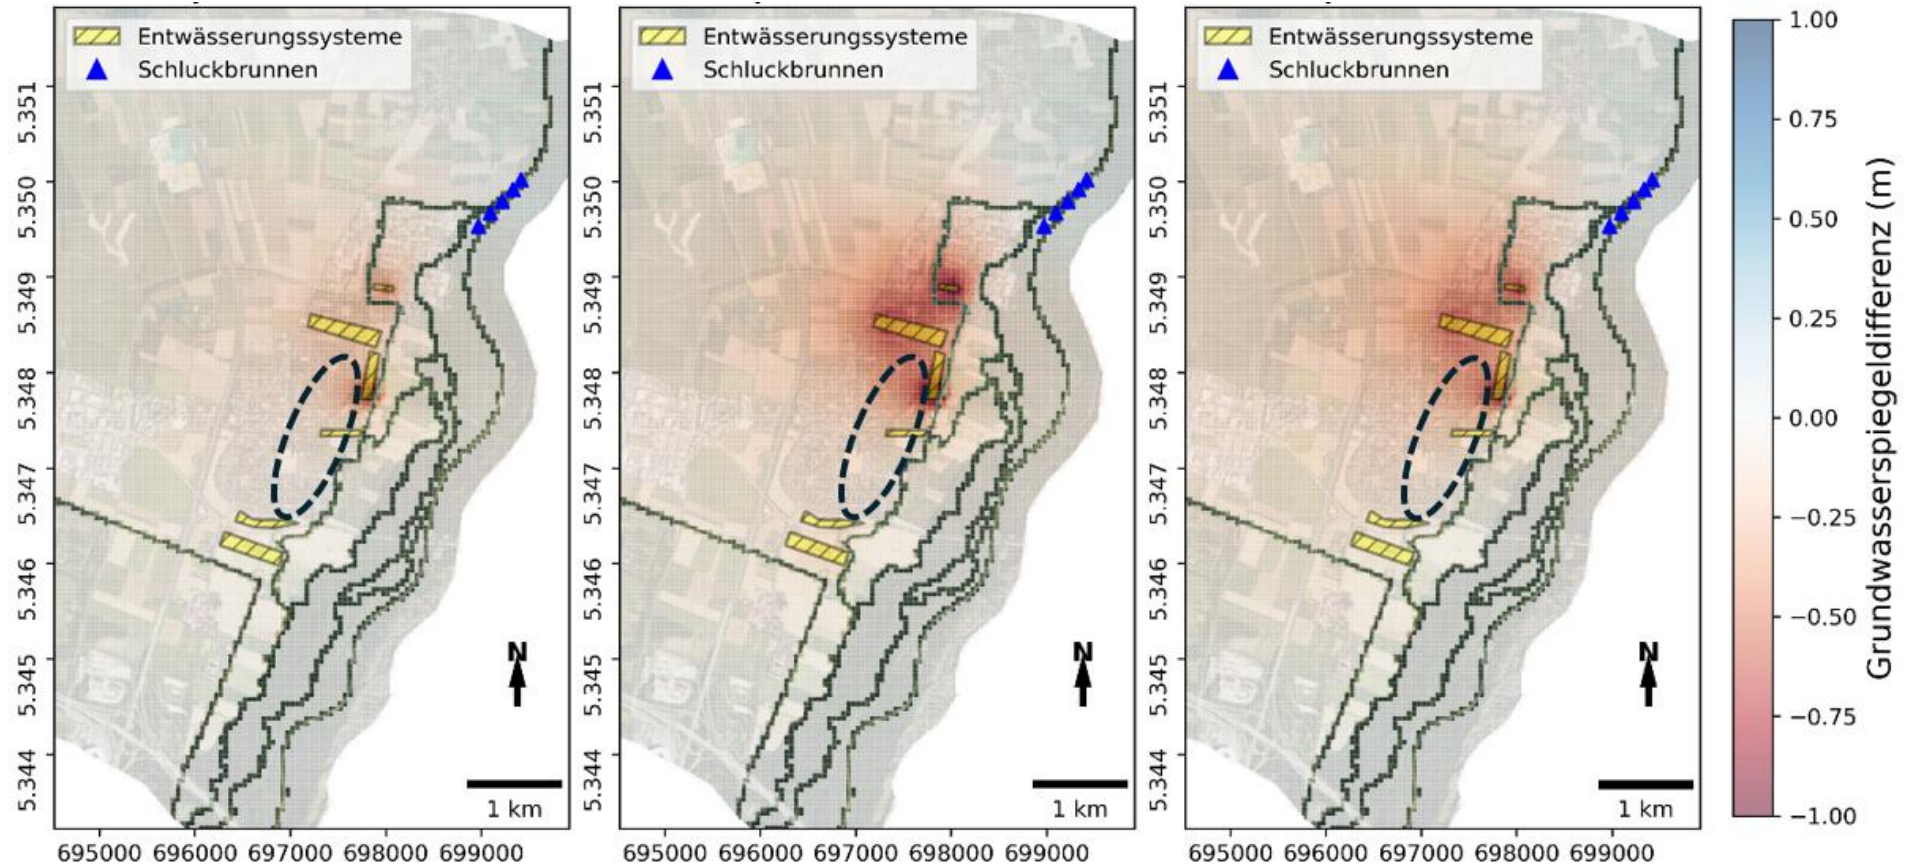 Entwässerungssysteme
Schluckbrunnen
5.351
5.350
5.349
5.348
5.347
5.346
5.345
5.344
N
1 km
695000 696000 697000 698000 699000
Entwässerungssysteme
Schluckbrunnen
5.351
5.350
5.349
5.348
5.347
5.346
5.345
5.344
N
1 km
695000 696000 697000 698000 699000
Entwässerungssysteme
Schluckbrunnen
5.351
5.350
5.349
5.348
5.347
5.346
5.345
5.344
N
1 km
695000 696000 697000 698000 699000
1.00
0.75
0.50
0.25
0.00
−0.25
−0.50
−0.75
−1.00
Grundwasserspiegeldifferenz (m)